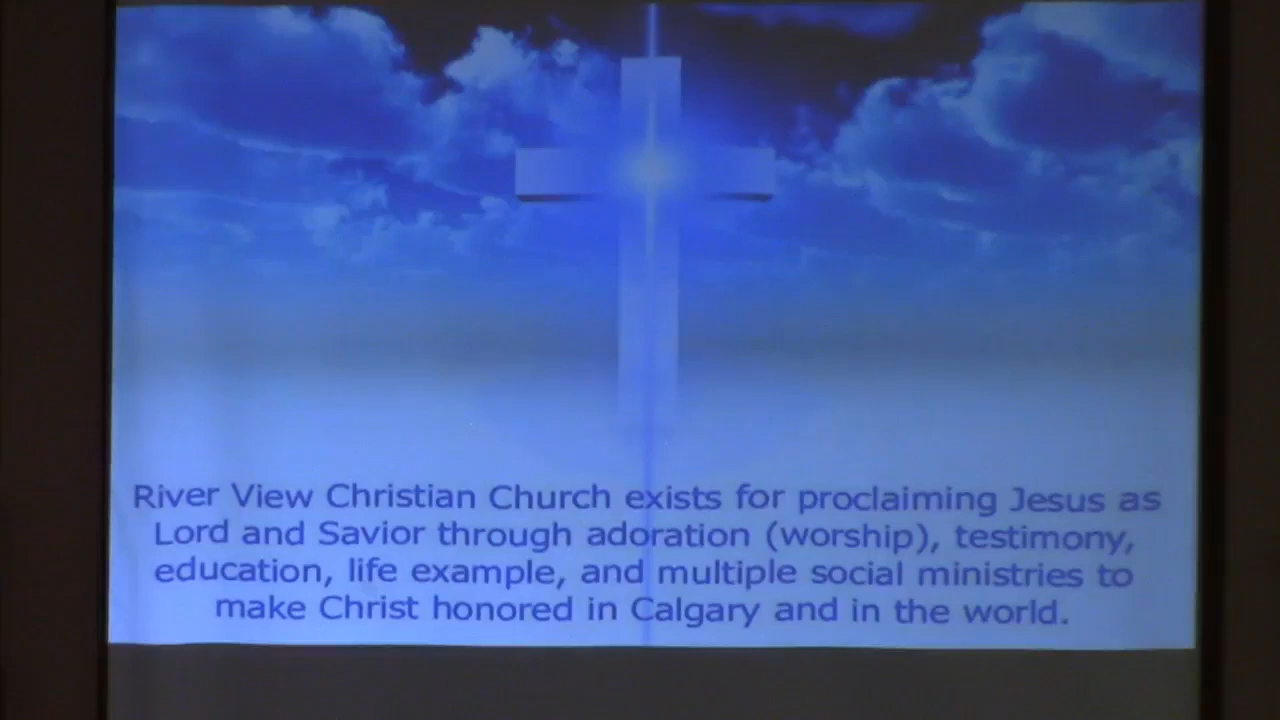 River View Christian Church exists for proclaiming Jesus as
Lord and Savior through adoration (worship), testimony,
education, life example, and multiple social ministries to
make Christ honored in Calgary and in the world.